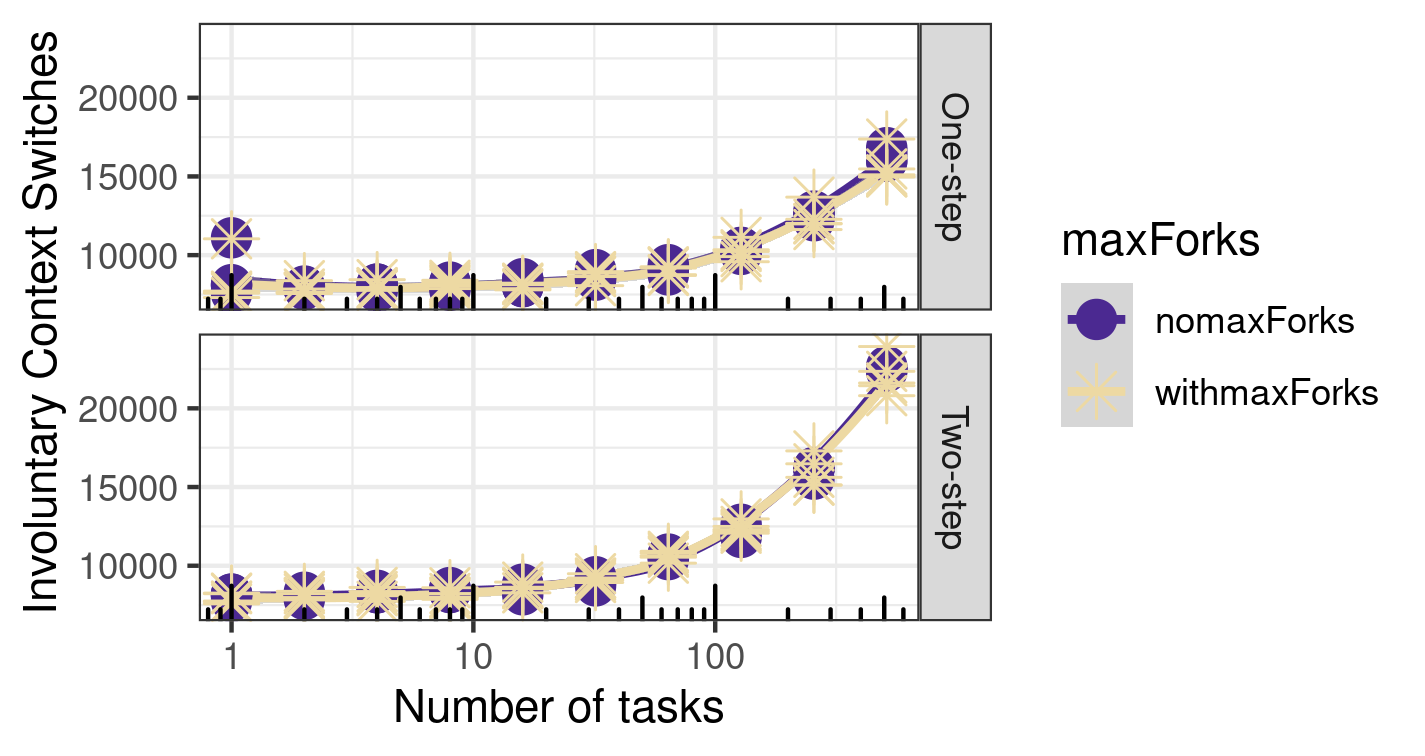 Involuntary Context Switches
20000
15000
10000
One-step
20000
15000
10000
Two-step
1 10 100
Number of tasks
maxForks
nomaxForks
withmaxForks